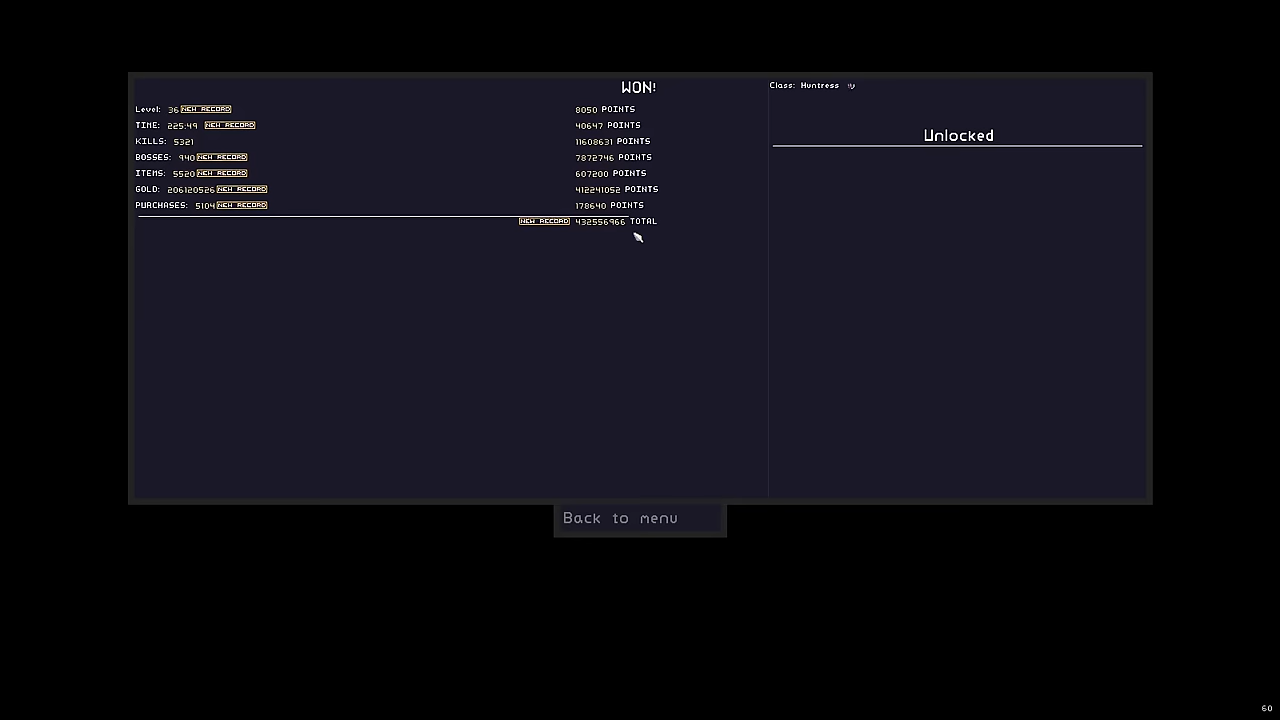 WON!
Level: 36 NEW RECORD 8050 POINTS
TIME: 225:49 NEW RECORD 40647 POINTS
KILLS: 5321 11608631 POINTS
BOSSES: 940 NEW RECORD 7872746 POINTS
ITEMS: 5520 NEW RECORD 607200 POINTS
GOLD: 206120526 NEW RECORD 412241052 POINTS
PURCHASES: 5104 NEW RECORD 178640 POINTS
NEW RECORD 432556966 TOTAL
Class: Huntress
Unlocked
Back to menu
60